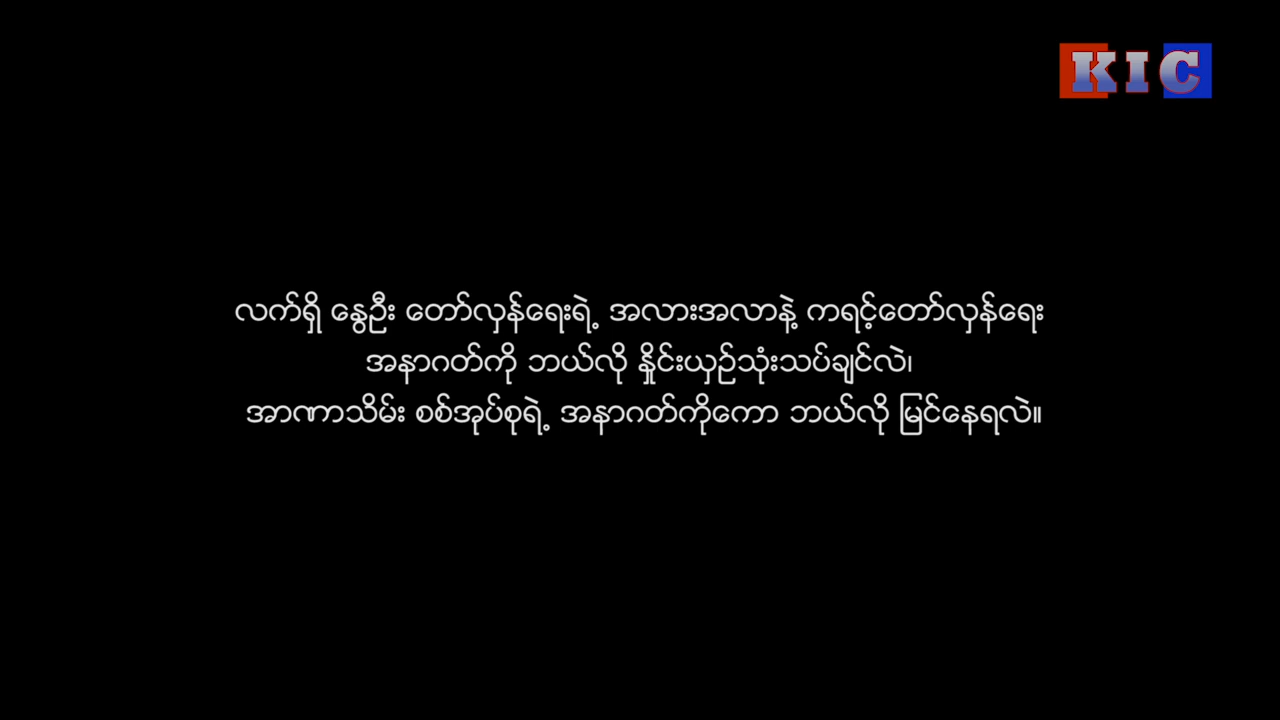 KIC
လက်ရှိ နွေဦး တော်လှန်ရေးရဲ့ အလားအလာနဲ့ ကရင့်တော်လှန်ရေး
အနာဂတ်ကို ဘယ်လို နှိုင်းယှဉ်သုံးသပ်ချင်လဲ၊
အာဏာသိမ်း စစ်အုပ်စုရဲ့ အနာဂတ်ကိုကော ဘယ်လို မြင်နေရလဲ။